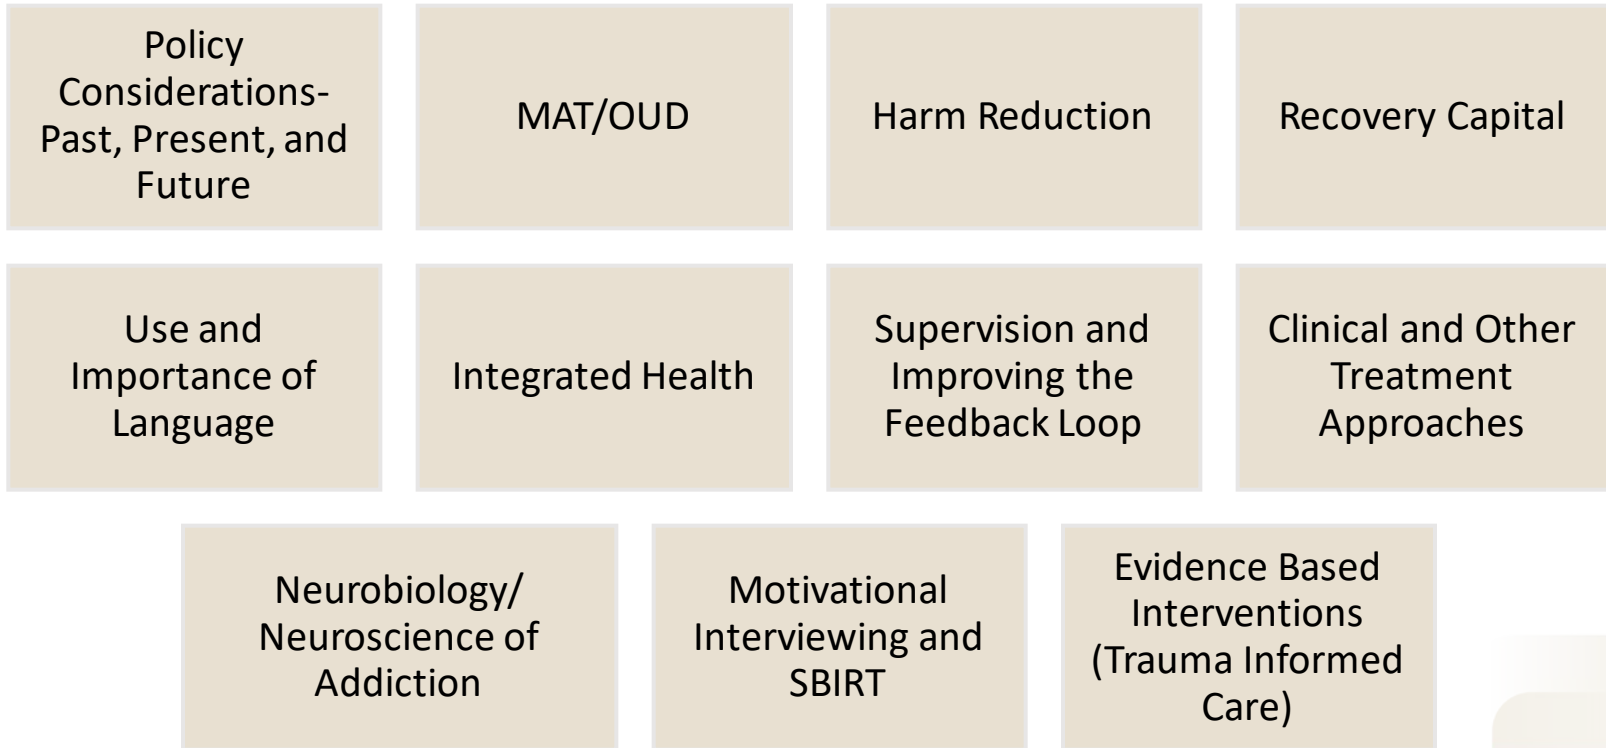 Policy
Considerations-
Past, Present, and
Future
MAT/OUD
Harm Reduction
Recovery Capital
Use and
Importance of
Language
Integrated Health
Supervision and
Improving the
Feedback Loop
Clinical and Other
Treatment
Approaches
Neurobiology/
Neuroscience of
Addiction
Motivational
Interviewing and
SBIRT
Evidence Based
Interventions
(Trauma Informed
Care)